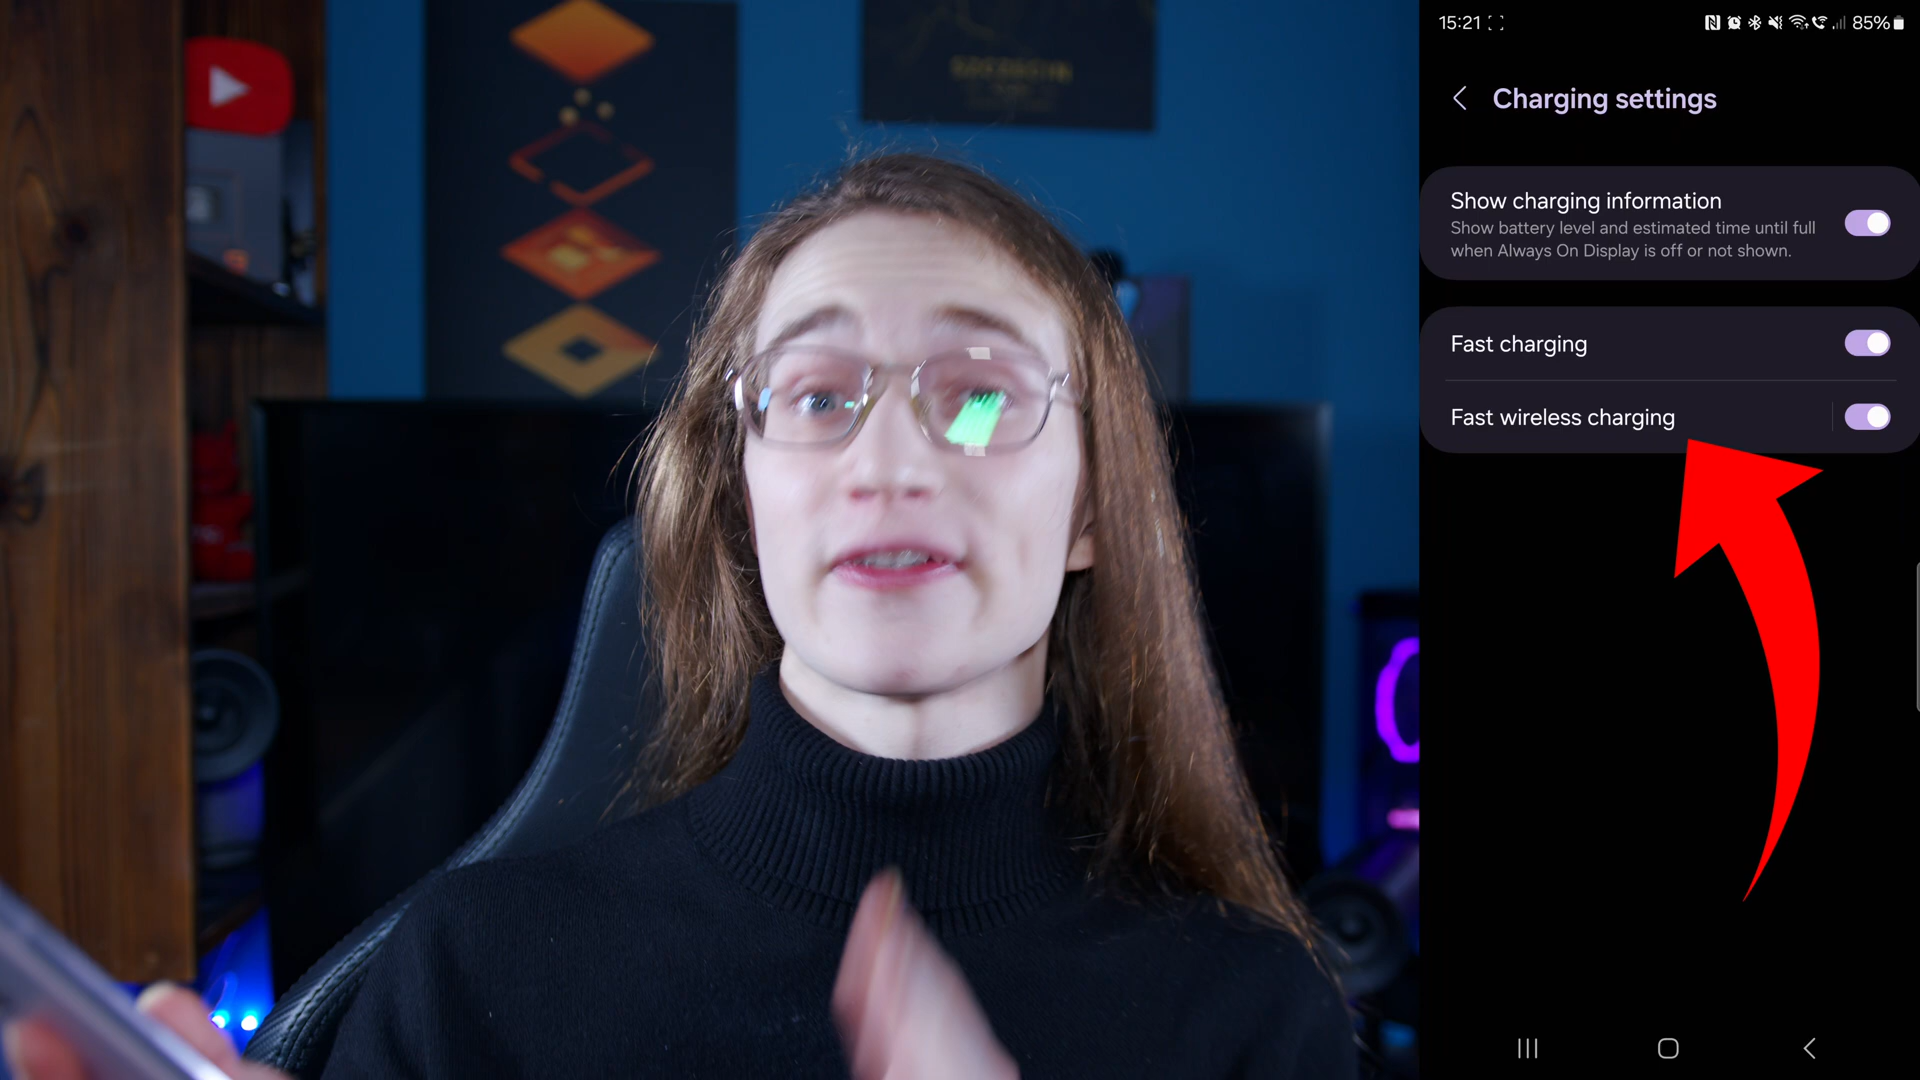 SZCZECIN
15:21
85%
Charging settings
Show charging information
Show battery level and estimated time until full
when Always On Display is off or not shown.
Fast charging
Fast wireless charging